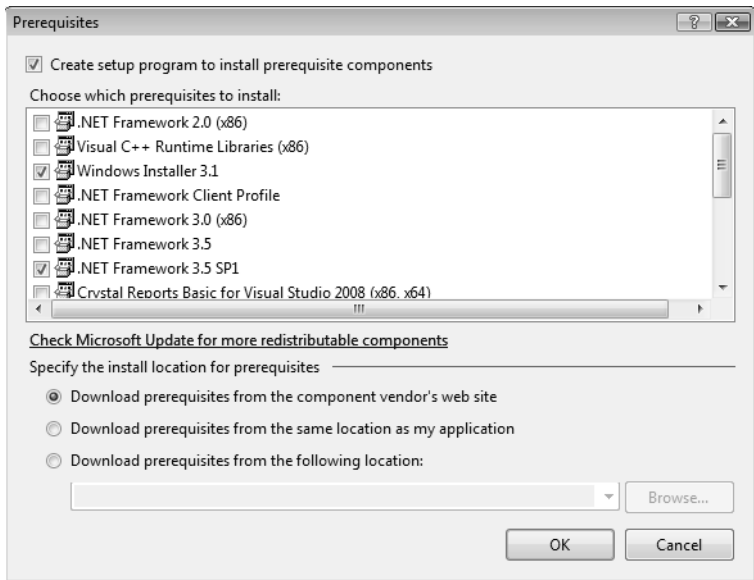 Prerequisites
Create setup program to install prerequisite components
Choose which prerequisites to install:
.NET Framework 2.0 (x86)
Visual C++ Runtime Libraries (x86)
Windows Installer 3.1
.NET Framework Client Profile
.NET Framework 3.0 (x86)
.NET Framework 3.5
.NET Framework 3.5 SP1
Crystal Reports Basic for Visual Studio 2008 (x86, x64)
Check Microsoft Update for more redistributable components
Specify the install location for prerequisites
Download prerequisites from the component vendor's web site
Download prerequisites from the same location as my application
Download prerequisites from the following location:
Browse...
OK Cancel